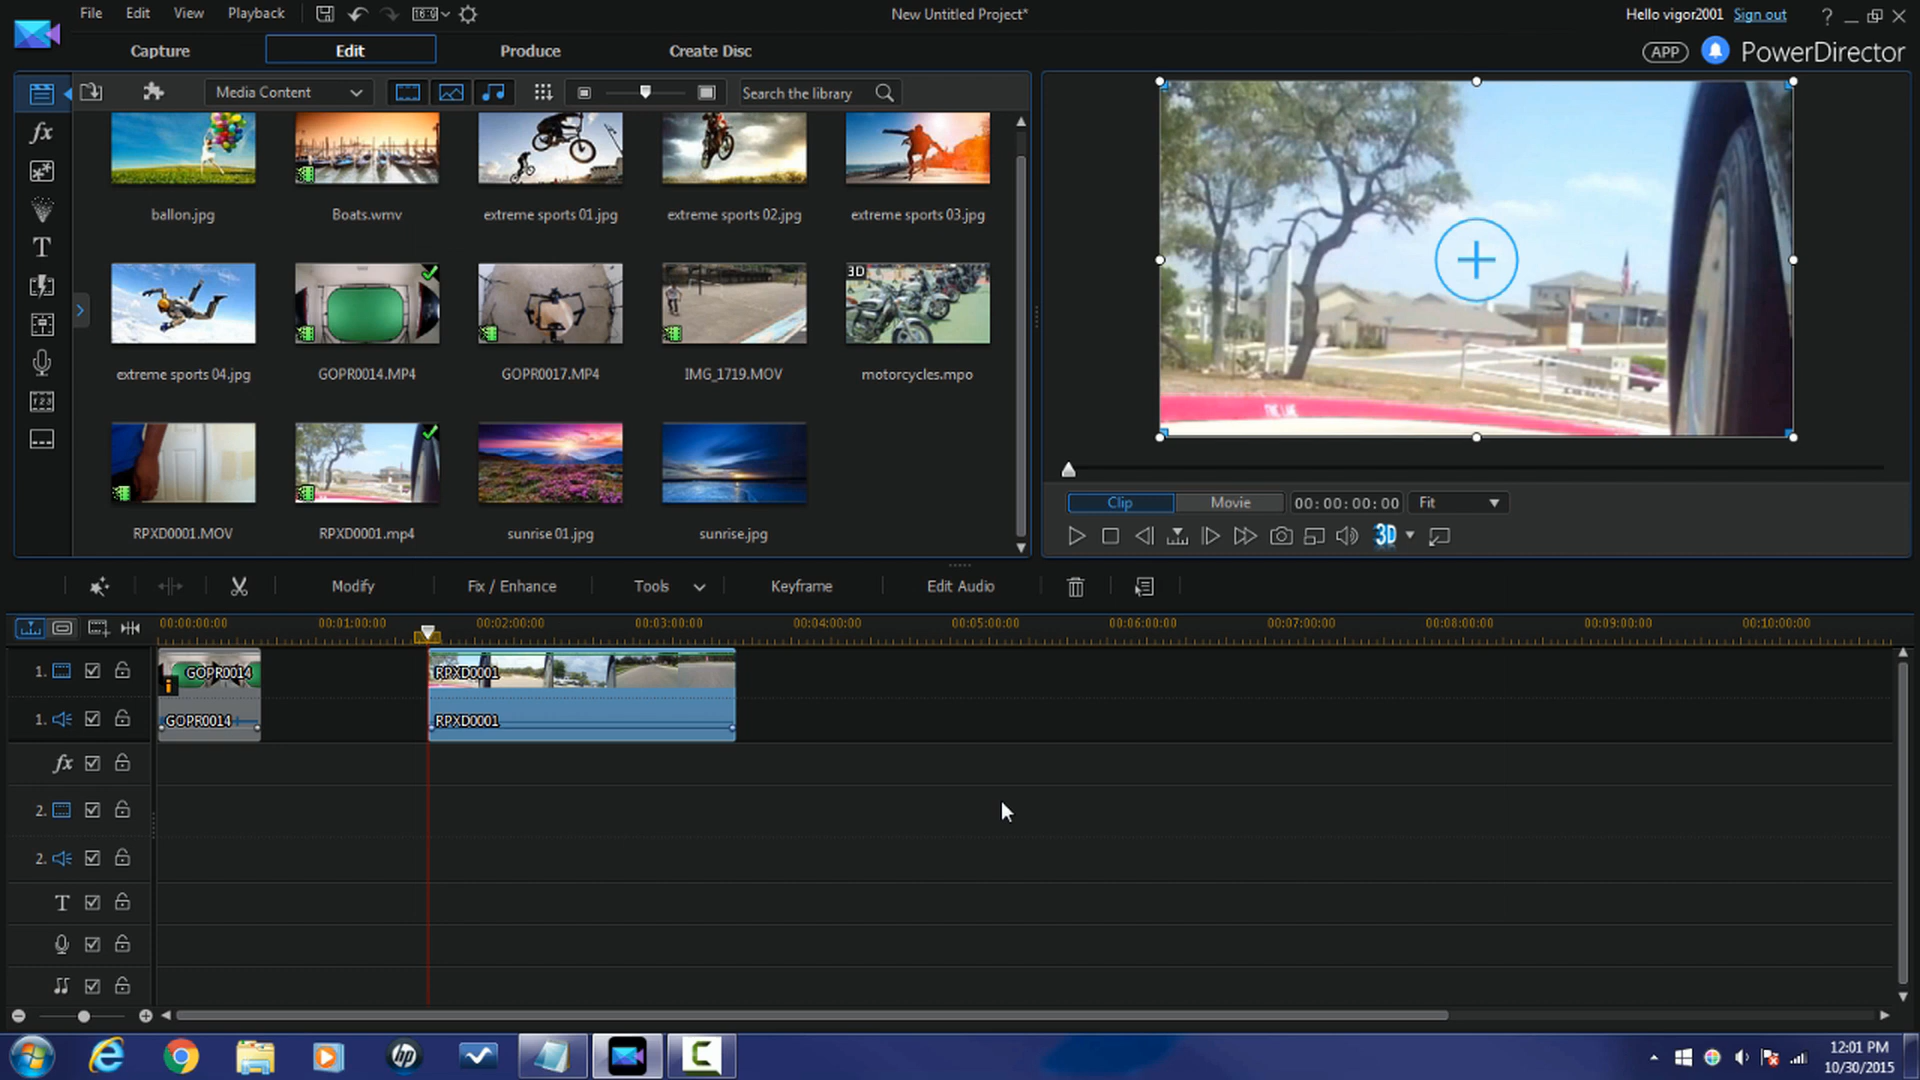 File Edit View Playback
16:9
New Untitled Project*
Hello vigor2001 Sign out
?
Capture Edit Produce Create Disc
APP PowerDirector
Media Content
Search the library
fx
T
ballon.jpg
Boats.wmv
extreme sports 01.jpg
extreme sports 02.jpg
extreme sports 03.jpg
3D
extreme sports 04.jpg
GOPR0014.MP4
GOPR0017.MP4
IMG_1719.MOV
motorcycles.mpo
RPXD0001.MOV
RPXD0001.mp4
sunrise 01.jpg
sunrise.jpg
123
Clip Movie 00:00:00:00 Fit
3D
Modify Fix / Enhance Tools Keyframe Edit Audio
00:00:00:00 00:01:00:00 00:02:00:00 00:03:00:00 00:04:00:00 00:05:00:00 00:06:00:00 00:07:00:00 00:08:00:00 00:09:00:00 00:10:00:00
1. GOPR0014 RPXD0001
1. GOPR0014 RPXD0001
fx
2.
2.
T
hp
C
12:01 PM
10/30/2015